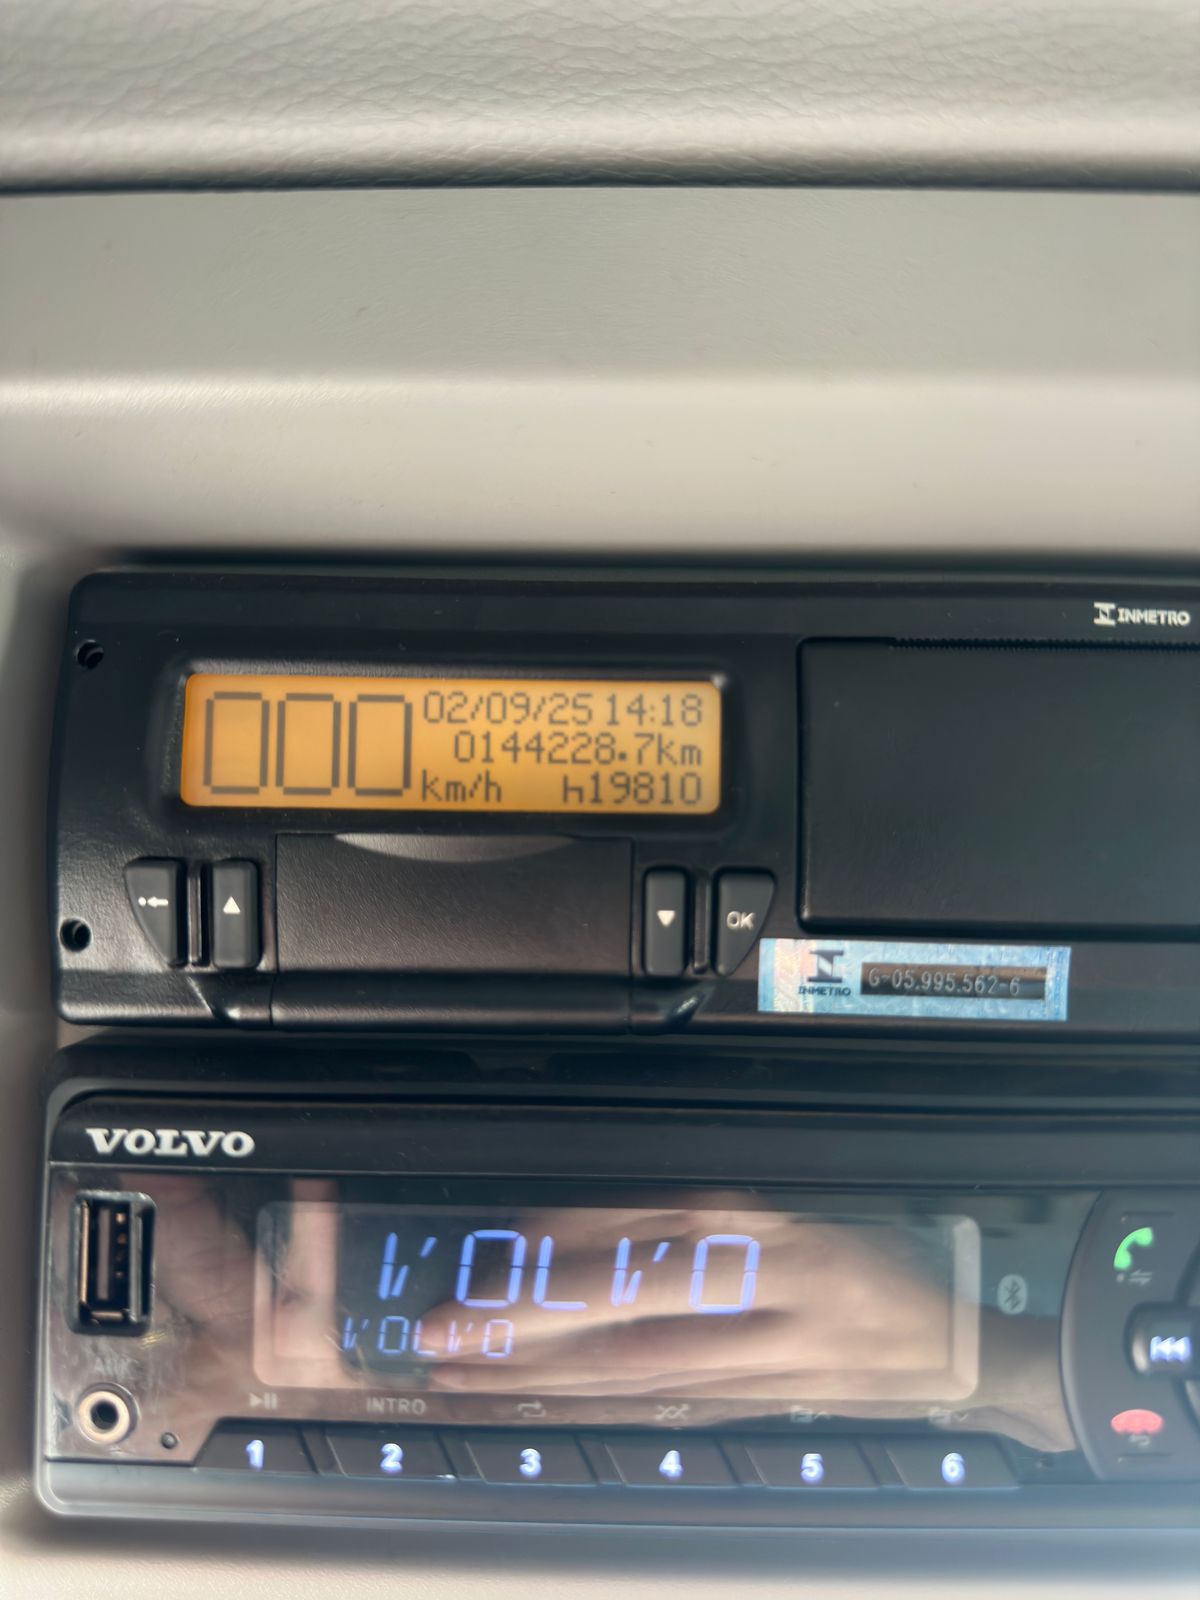 INMETRO
000
02/09/25 14:18
0144228.7km
km/h h19810
OK
INMETRO G-05.995.562-6
VOLVO
VOLVO
VOLVO
AUX
INTRO
1 2 3 4 5 6